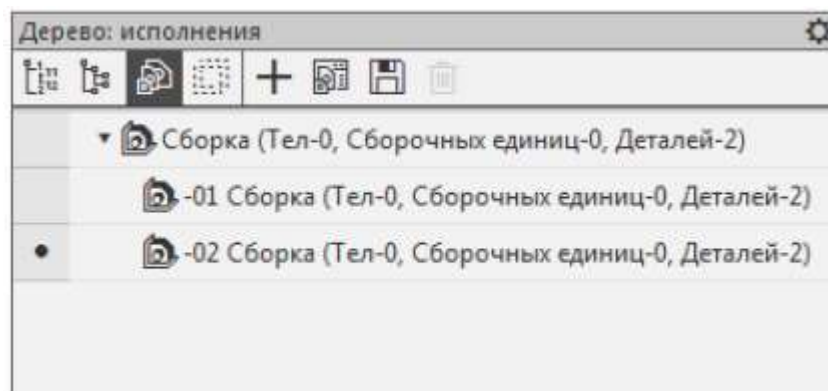 Дерево: исполнения
Сборка (Тел-0, Сборочных единиц-0, Деталей-2)
-01 Сборка (Тел-0, Сборочных единиц-0, Деталей-2)
-02 Сборка (Тел-0, Сборочных единиц-0, Деталей-2)